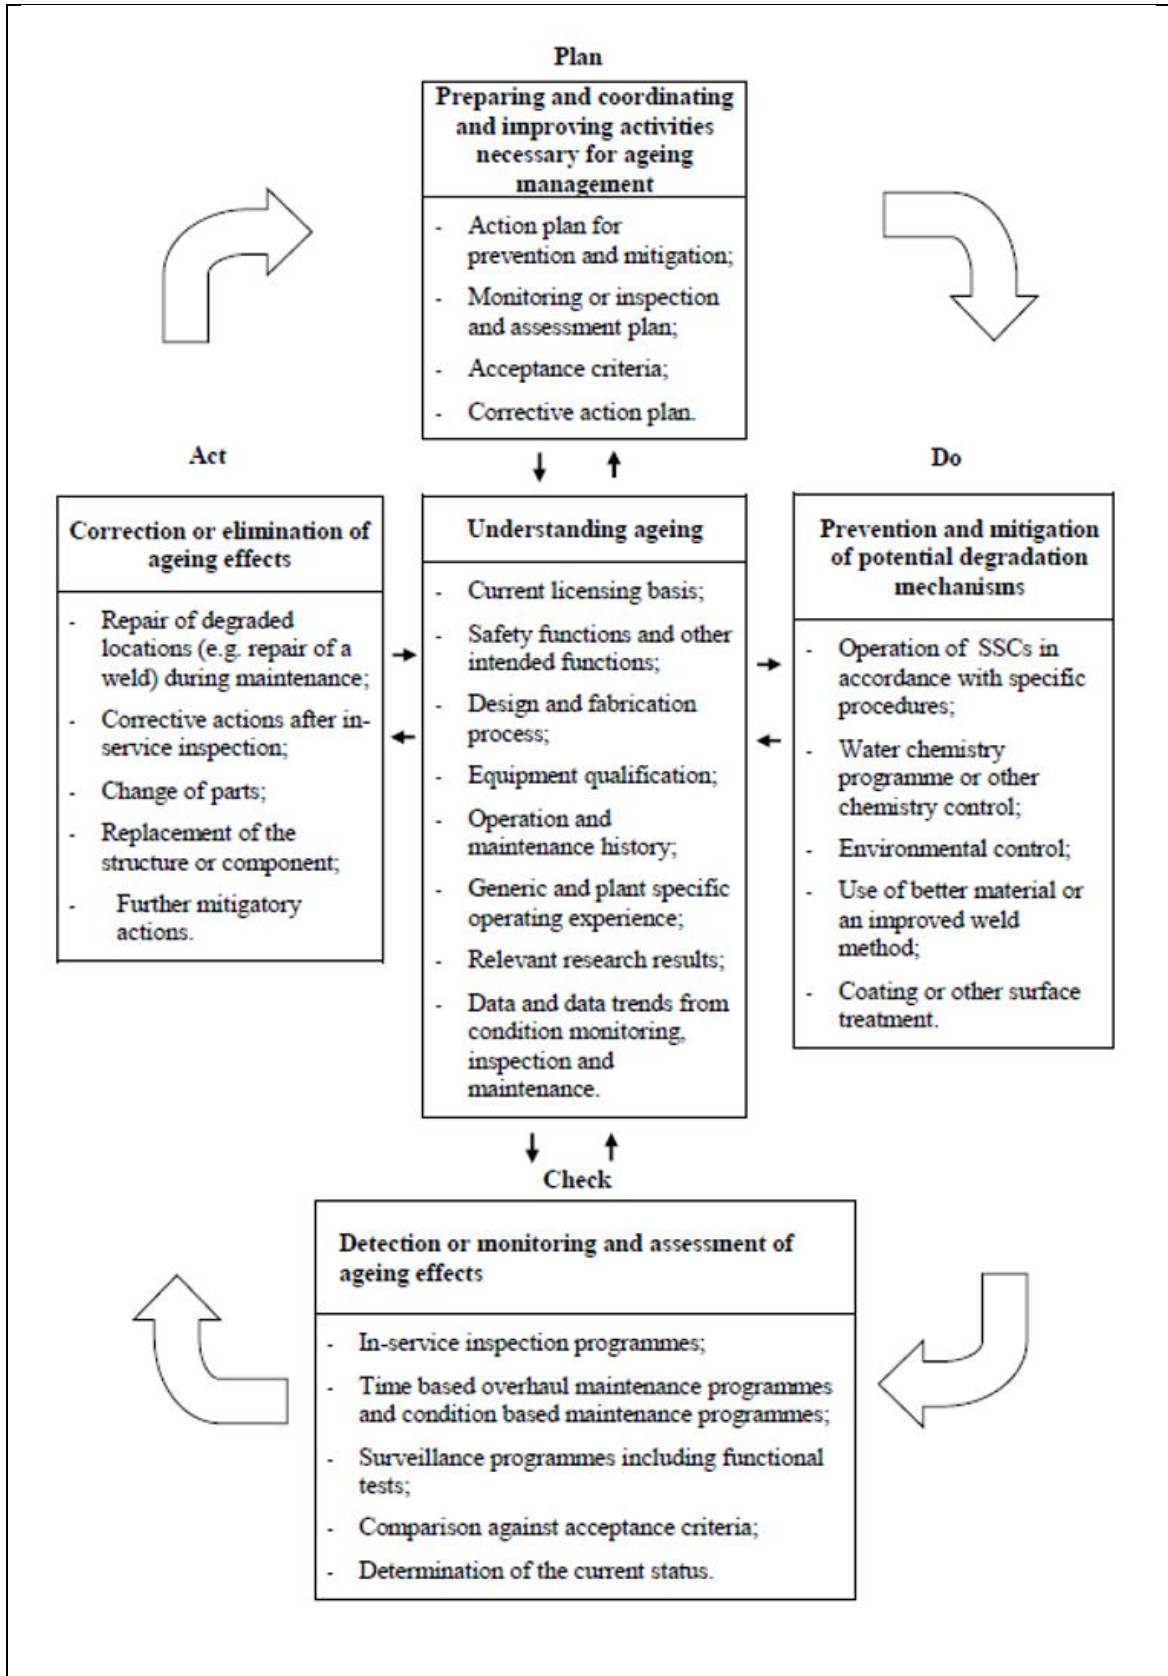 Plan
Preparing and coordinating
and improving activities
necessary for ageing
management
- Action plan for
prevention and mitigation;
- Monitoring or inspection
and assessment plan;
- Acceptance criteria;
- Corrective action plan.
Act
Correction or elimination of
ageing effects
- Repair of degraded
locations (e.g. repair of a
weld) during maintenance;
- Corrective actions after in-
service inspection;
- Change of parts;
- Replacement of the
structure or component;
- Further mitigatory
actions.
Understanding ageing
- Current licensing basis;
- Safety functions and other
intended functions;
- Design and fabrication
process;
- Equipment qualification;
- Operation and
maintenance history;
- Generic and plant specific
operating experience;
- Relevant research results;
- Data and data trends from
condition monitoring,
inspection and
maintenance.
Do
Prevention and mitigation
of potential degradation
mechanisms
- Operation of SSCs in
accordance with specific
procedures;
- Water chemistry
programme or other
chemistry control;
- Environmental control;
- Use of better material or
an improved weld
method;
- Coating or other surface
treatment.
Check
Detection or monitoring and assessment of
ageing effects
- In-service inspection programmes;
- Time based overhaul maintenance programmes
and condition based maintenance programmes;
- Surveillance programmes including functional
tests;
- Comparison against acceptance criteria;
- Determination of the current status.